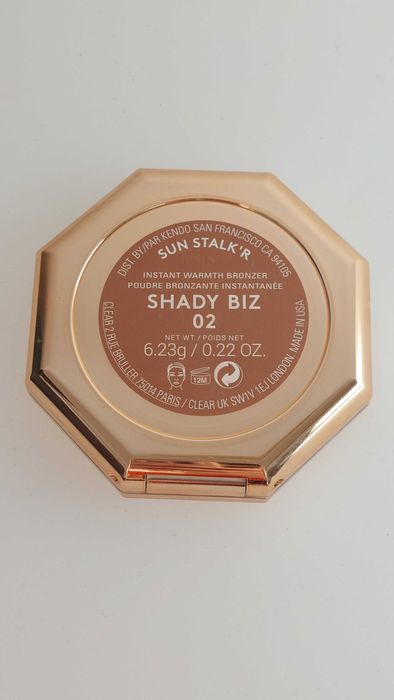 DIST. BY/PAR KENDO SAN FRANCISCO CA 94105
SUN STALK'R
INSTANT WARMTH BRONZER
POUDRE BRONZANTE INSTANTANÉE
SHADY BIZ
02
NET WT. / POIDS NET
6.23g / 0.22 OZ.
12M
CLEAR 2 RUE BRULLER 75014 PARIS / CLEAR UK SW1V 1EJ LONDON. MADE IN USA